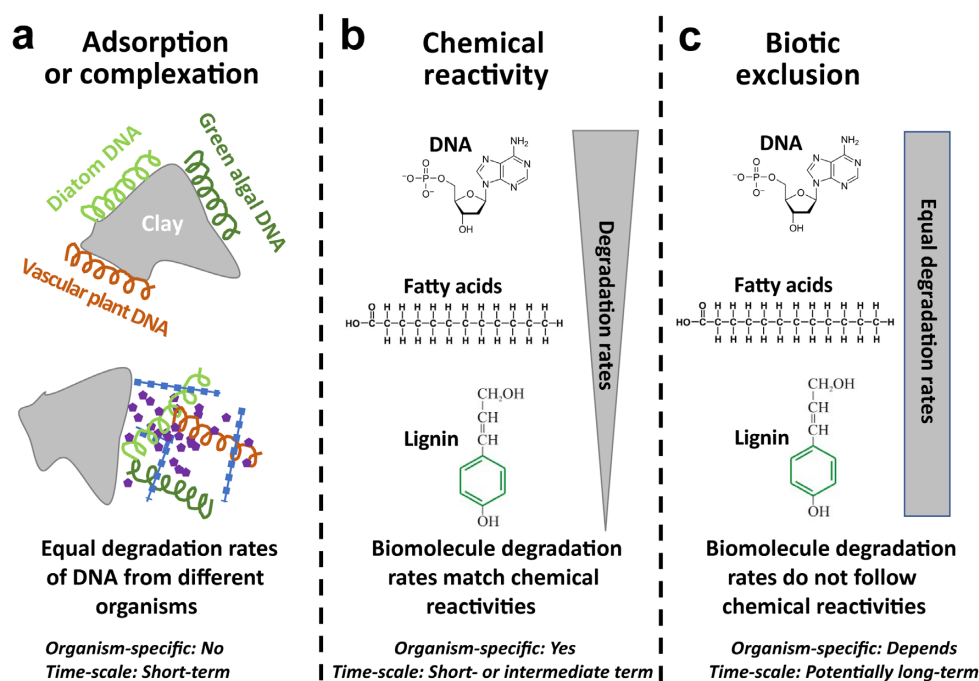 a
Adsorption
or complexation
Diatom DNA
Green algal DNA
Clay
Vascular plant DNA
Equal degradation rates
of DNA from different
organisms
Organism-specific: No
Time-scale: Short-term
b
Chemical
reactivity
DNA
NH₂
N
N
N
N
O
⁻O-P-O
O⁻
O
OH
Fatty acids
O
H H H H H H H H H H H H H
HO-C-C-C-C-C-C-C-C-C-C-C-C-C-C-H
H H H H H H H H H H H H H
CH₂OH
CH
CH
Lignin
OH
Degradation rates
Biomolecule degradation
rates match chemical
reactivities
Organism-specific: Yes
Time-scale: Short- or intermediate term
c
Biotic
exclusion
DNA
NH₂
N
N
N
N
O
⁻O-P-O
O⁻
O
OH
Fatty acids
O
H H H H H H H H H H H H H
HO-C-C-C-C-C-C-C-C-C-C-C-C-C-C-H
H H H H H H H H H H H H H
CH₂OH
CH
CH
Lignin
OH
Equal degradation rates
Biomolecule degradation
rates do not follow
chemical reactivities
Organism-specific: Depends
Time-scale: Potentially long-term